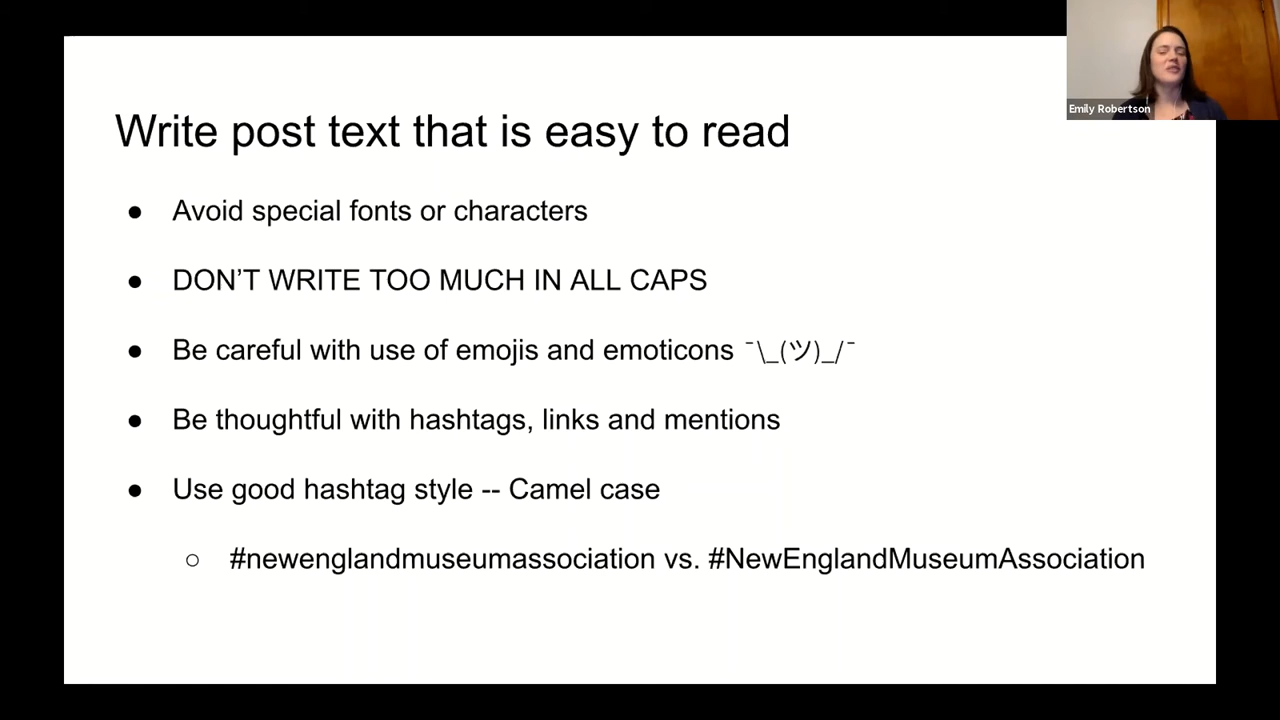 Emily Robertson
Write post text that is easy to read
● Avoid special fonts or characters
● DON’T WRITE TOO MUCH IN ALL CAPS
● Be careful with use of emojis and emoticons ¯\_(ツ)_/¯
● Be thoughtful with hashtags, links and mentions
● Use good hashtag style -- Camel case
○ #newenglandmuseumassociation vs. #NewEnglandMuseumAssociation